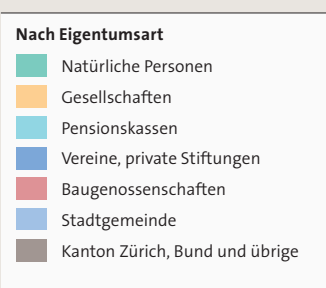 Nach Eigentumsart
Natürliche Personen
Gesellschaften
Pensionskassen
Vereine, private Stiftungen
Baugenossenschaften
Stadtgemeinde
Kanton Zürich, Bund und übrige